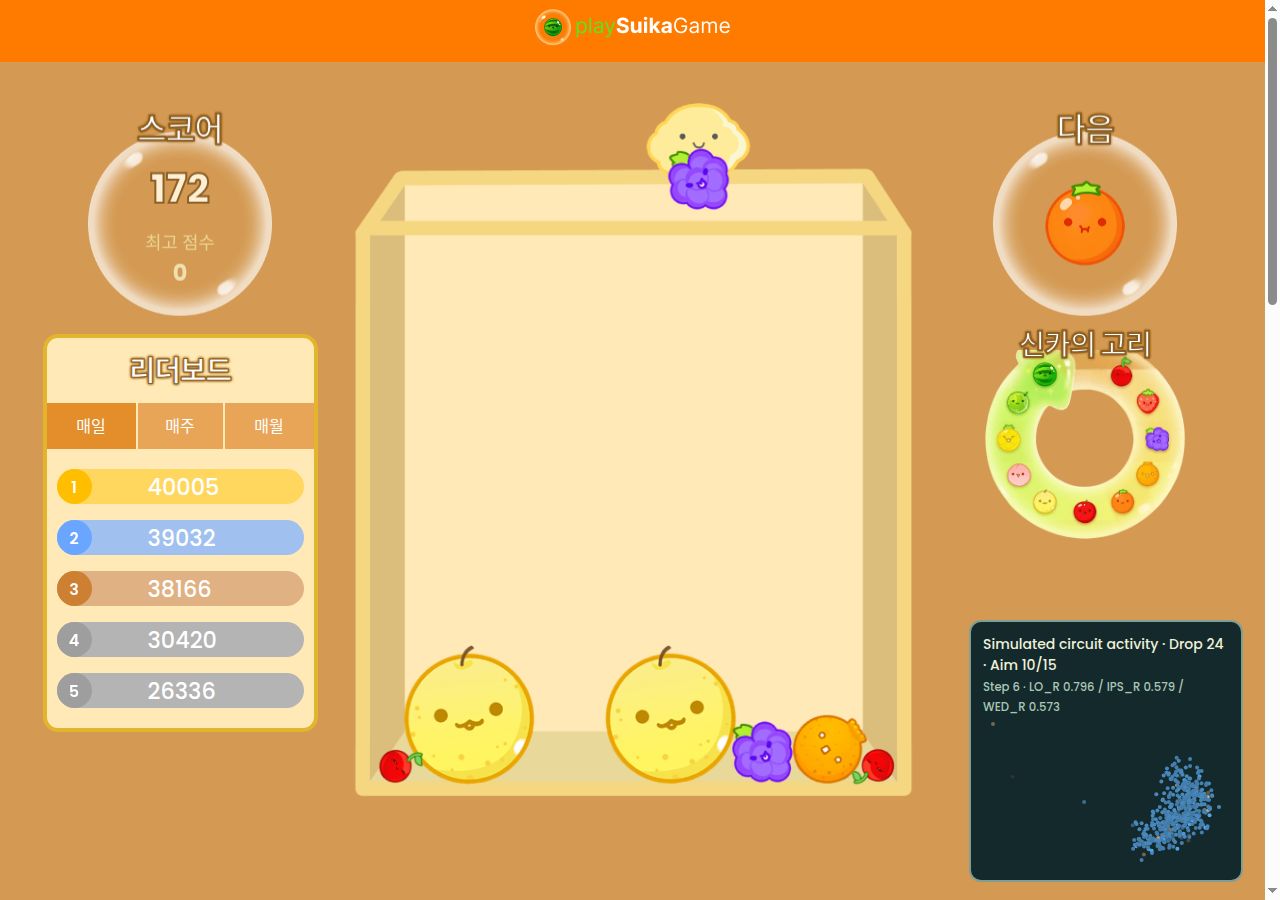 playSuikaGame
스코어
172
최고 점수
0
리더보드
매일 매주 매월
1 40005
2 39032
3 38166
4 30420
5 26336
다음
신카의 고리
Simulated circuit activity · Drop 24
· Aim 10/15
Step 6 · LO_R 0.796 / IPS_R 0.579 /
WED_R 0.573